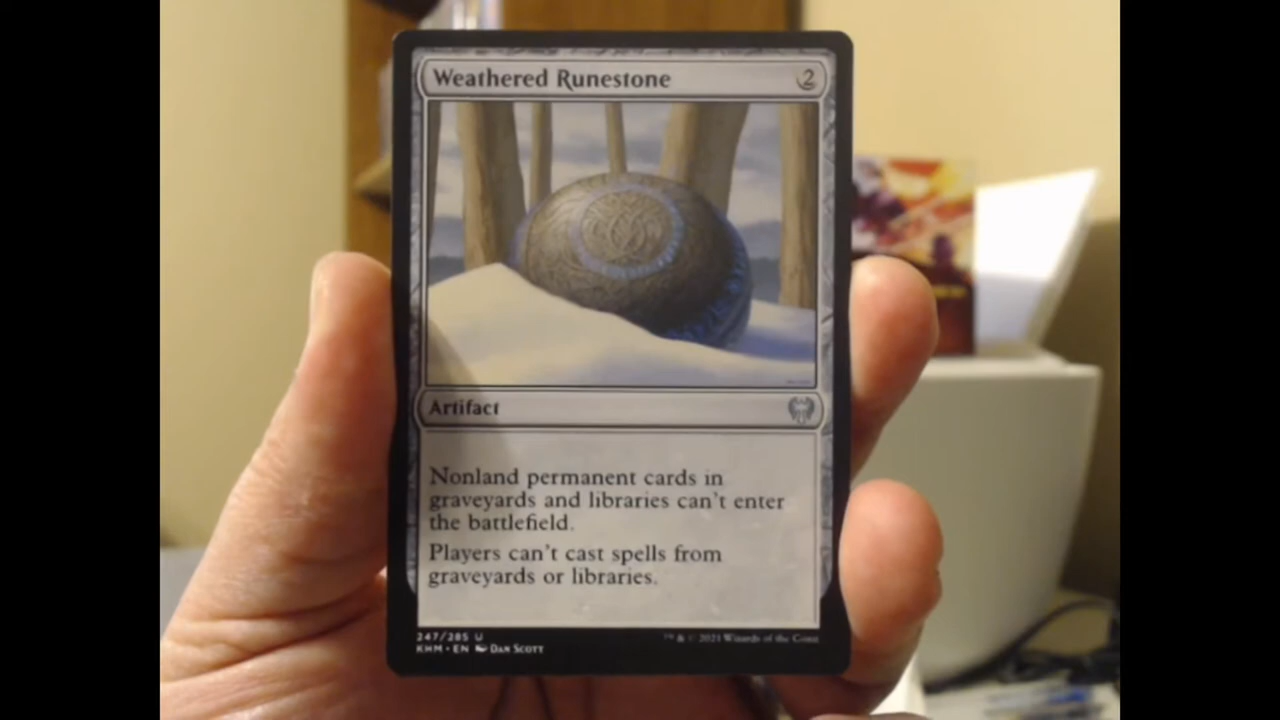 Weathered Runestone 2
Artifact
Nonland permanent cards in
graveyards and libraries can't enter
the battlefield.
Players can't cast spells from
graveyards or libraries.
247/285 U
KHM • EN Dan Scott
™ & © 2021 Wizards of the Coast